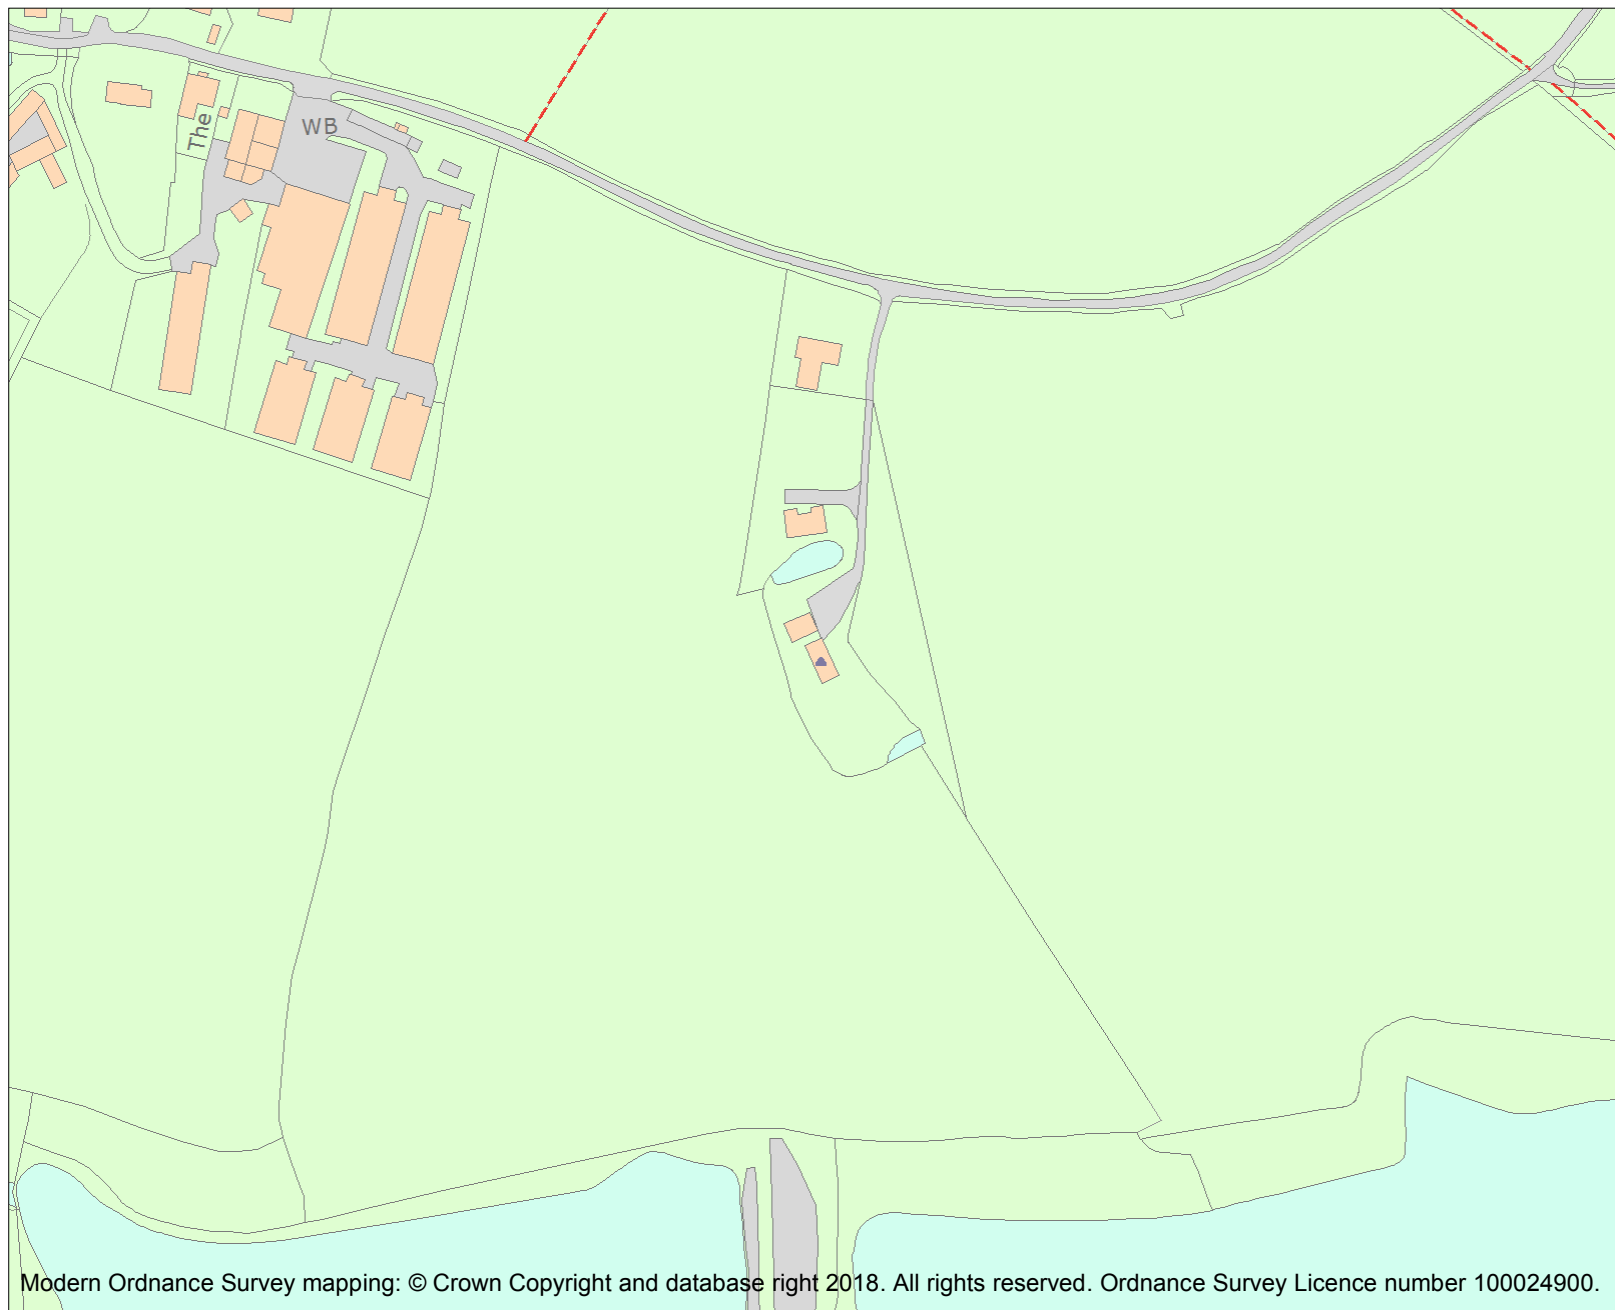 WB
The
Modern Ordnance Survey mapping: © Crown Copyright and database right 2018. All rights reserved. Ordnance Survey Licence number 100024900.